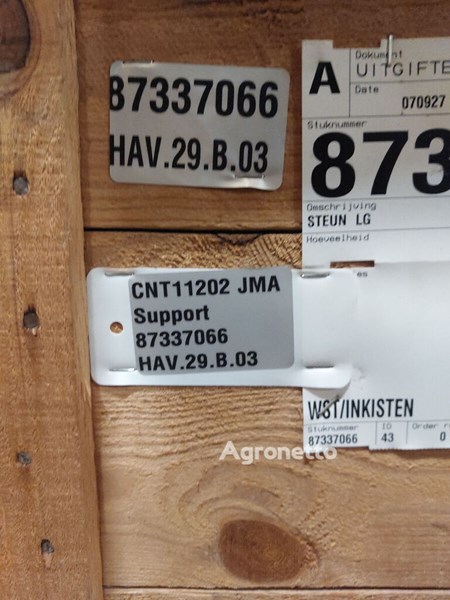 87337066
HAV.29.B.03
CNT11202 JMA
Support
87337066
HAV.29.B.03
A
Dokument
UITGIFTE
Date
070927
Stuknummer
873
Omschrijving
STEUN LG
Hoeveelheid
es
WST/INKISTEN
Stuknummer
ID
Order r
87337066
43
0
Agronetto